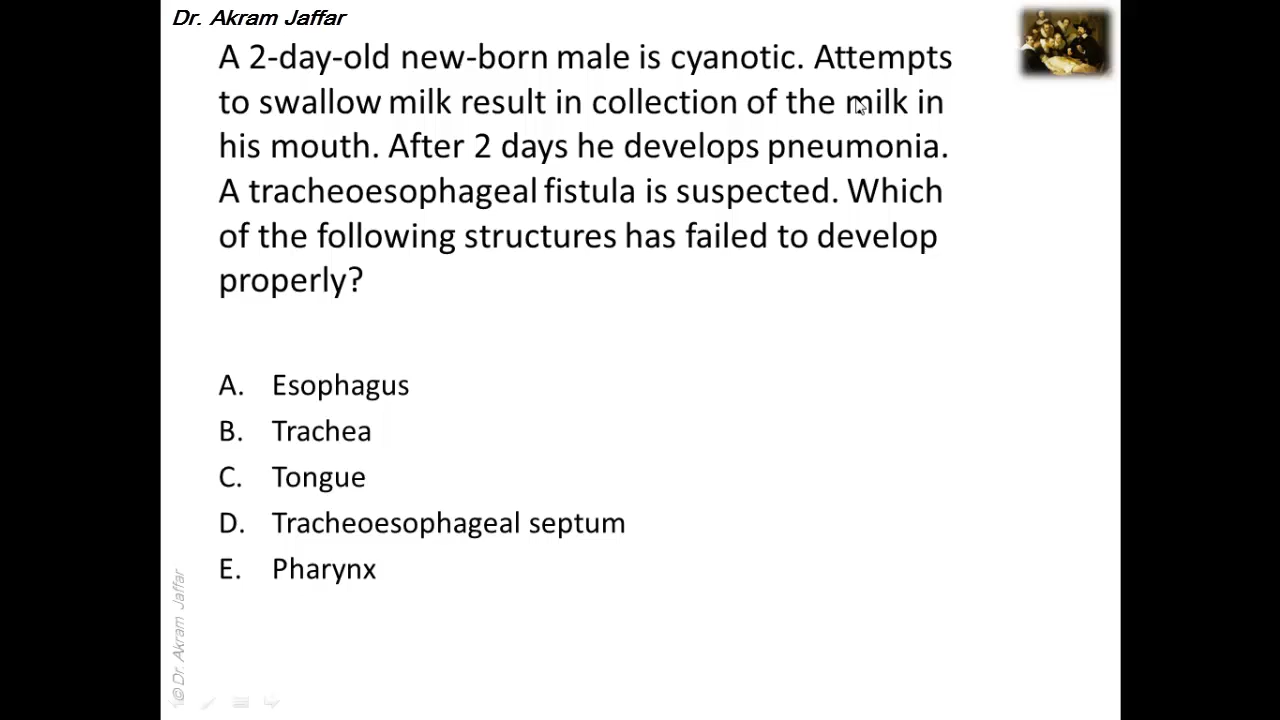 Dr. Akram Jaffar
A 2-day-old new-born male is cyanotic. Attempts
to swallow milk result in collection of the milk in
his mouth. After 2 days he develops pneumonia.
A tracheoesophageal fistula is suspected. Which
of the following structures has failed to develop
properly?
A. Esophagus
B. Trachea
C. Tongue
D. Tracheoesophageal septum
E. Pharynx
© Dr. Akram Jaffar